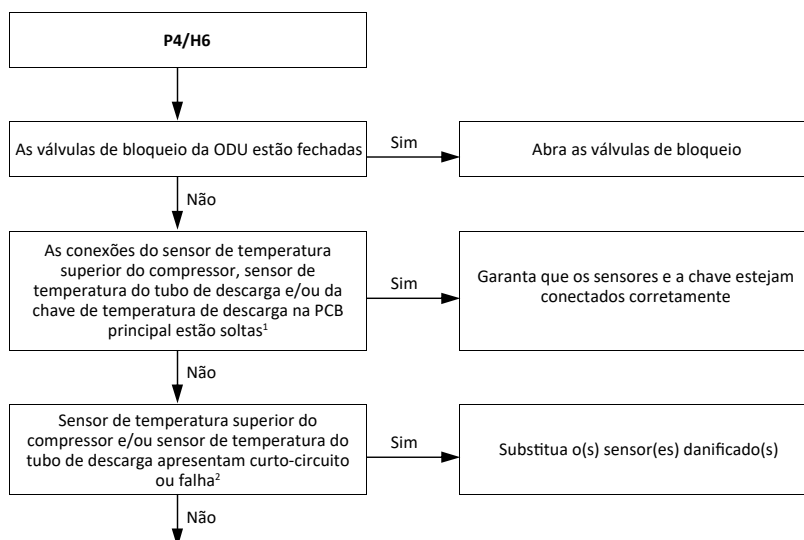 P4/H6
As válvulas de bloqueio da ODU estão fechadas
Sim
Abra as válvulas de bloqueio
Não
As conexões do sensor de temperatura
superior do compressor, sensor de
temperatura do tubo de descarga e/ou da
chave de temperatura de descarga na PCB
principal estão soltas¹
Sim
Garanta que os sensores e a chave estejam
conectados corretamente
Não
Sensor de temperatura superior do
compressor e/ou sensor de temperatura do
tubo de descarga apresentam curto-circuito
ou falha²
Sim
Substitua o(s) sensor(es) danificado(s)
Não